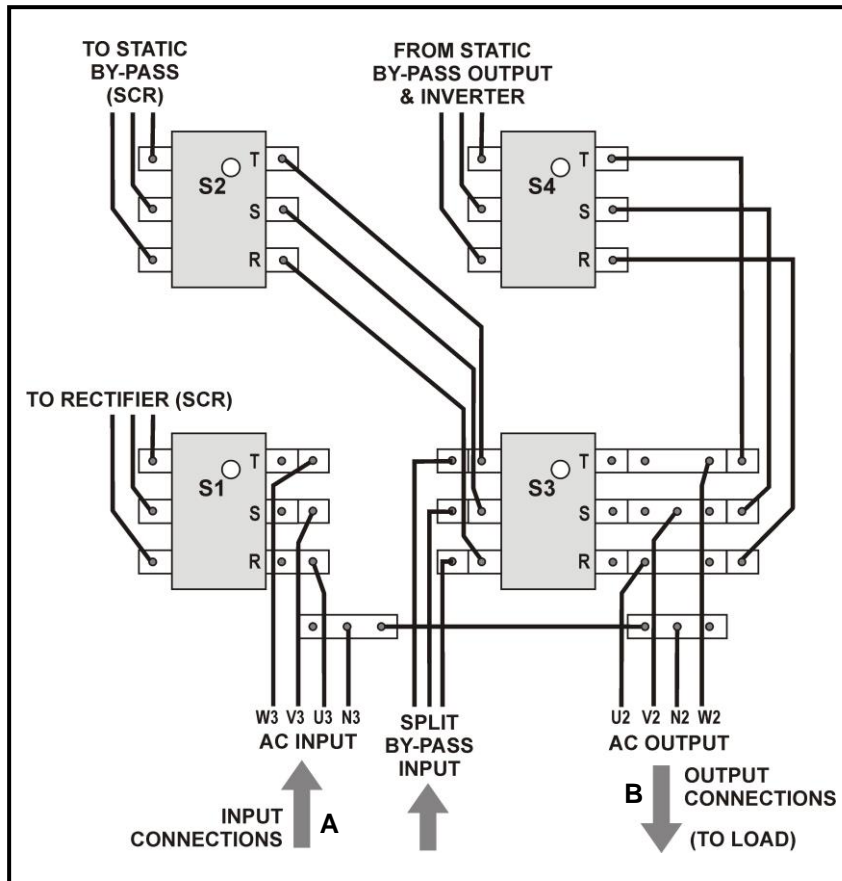 TO STATIC
BY-PASS
(SCR)
FROM STATIC
BY-PASS OUTPUT
& INVERTER
S2
T
S
R
S4
T
S
R
TO RECTIFIER (SCR)
S1
T
S
R
S3
T
S
R
W3 V3 U3 N3
AC INPUT
SPLIT
BY-PASS
INPUT
U2 V2 N2 W2
AC OUTPUT
INPUT
CONNECTIONS
A
B
OUTPUT
CONNECTIONS
(TO LOAD)